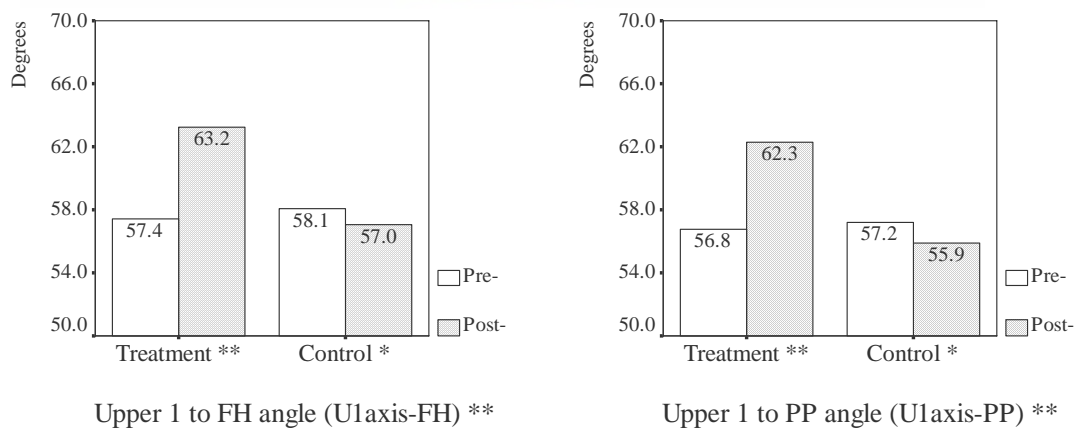 Degrees
70.0
66.0
62.0
58.0
54.0
50.0
57.4
63.2
58.1
57.0
Treatment **
Control *
Pre-
Post-
Upper 1 to FH angle (U1axis-FH) **
Degrees
70.0
66.0
62.0
58.0
54.0
50.0
56.8
62.3
57.2
55.9
Treatment **
Control *
Pre-
Post-
Upper 1 to PP angle (U1axis-PP) **